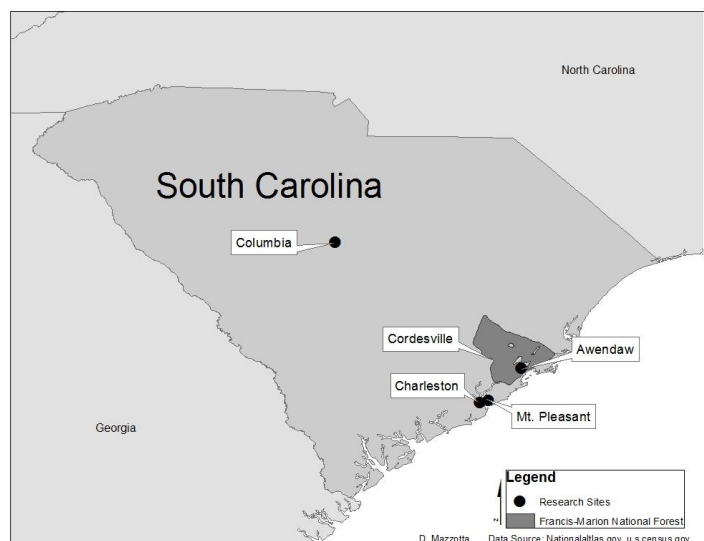 North Carolina
South Carolina
Columbia
Cordesville
Awendaw
Charleston
Mt. Pleasant
Georgia
Legend
Research Sites
Francis-Marion National Forest
D. Mazzotta Data Source: Nationalatlas.gov, u.s.census.gov